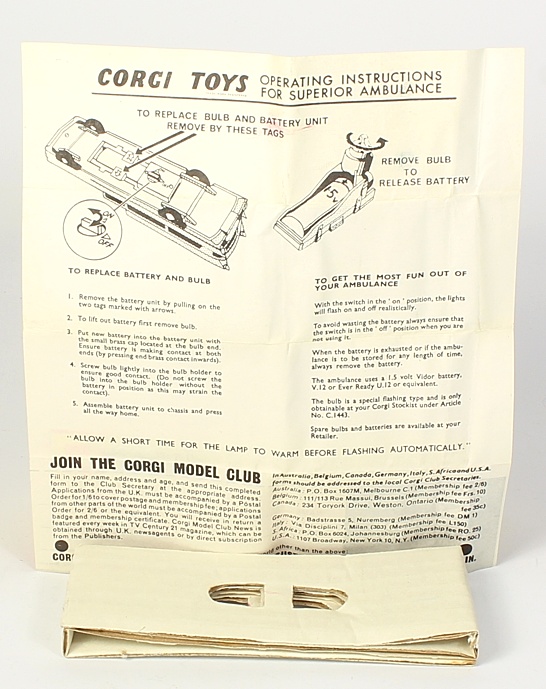 CORGI TOYS OPERATING INSTRUCTIONS
FOR SUPERIOR AMBULANCE
TO REPLACE BULB AND BATTERY UNIT
REMOVE BY THESE TAGS
REMOVE BULB
TO
RELEASE BATTERY
ON
OFF
TO REPLACE BATTERY AND BULB
1. Remove the battery unit by pulling on the
two tags marked with arrows.
2. To lift out battery first remove bulb.
3. Put new battery into the battery unit with
the small brass cap located at the bulb end.
Ensure battery is making contact at both
ends (by pressing end brass contact inwards).
4. Screw bulb lightly into bulb holder to
ensure good contact. (Do not screw the
bulb into the bulb holder without the
battery in position as this may strain the
contact).
5. Assemble battery unit to chassis and press
all the way home.
TO GET THE MOST FUN OUT OF
YOUR AMBULANCE
With the switch in the 'on' position, the lights
will flash on and off realistically.
To avoid wasting the battery always ensure that
the switch is in the 'off' position when you are
not using it.
When the battery is exhausted or if the ambu-
lance is to be stored for any length of time,
always remove the battery.
The ambulance uses a 1.5 volt Vidor battery,
V.12 or Ever Ready U.12 or equivalent.
The bulb is a special flashing type and is only
obtainable at your Corgi Stockist under Article
No. C.1443.
Spare bulbs and batteries are available at your
Retailer.
"ALLOW A SHORT TIME FOR THE LAMP TO WARM BEFORE FLASHING AUTOMATICALLY."
JOIN THE CORGI MODEL CLUB
Fill in your name, address and age, and send this completed
form to the Club Secretary at the appropriate address.
Applications from the U.K. must be accompanied by a Postal
Order for 1/6 to cover postage and membership fee; applications
from other parts of the world must be accompanied by a Postal
Order for 2/6 or the equivalent. You will receive in return a
badge and membership certificate. Corgi Model Club News is
featured every week in TV Century 21 magazine, which can be
obtained through U.K. newsagents or by direct subscription
from the Publishers.
In Australia, Belgium, Canada, Germany, Italy, S. Africa and U.S.A.
forms should be addressed to the local Corgi Club Secretaries.
Australia: P.O. Box 1607M, Melbourne C.1 (Membership fee 2/6)
Belgium: 111/113 Rue Massui, Brussels (Membership fee Frs. 10)
Canada: 234 Toryork Drive, Weston, Ontario (Membership
fee 35c)
Germany: Badstrasse 5, Nuremberg (Membership fee DM 1)
Italy: Via Disciplini 7, Milan (303) (Membership fee L150)
S. Africa: P.O. Box 6024, Johannesburg (Membership fee RO. 25)
U.S.A.: 1107 Broadway, New York 10, N.Y. (Membership fee 50c)
other than the above: